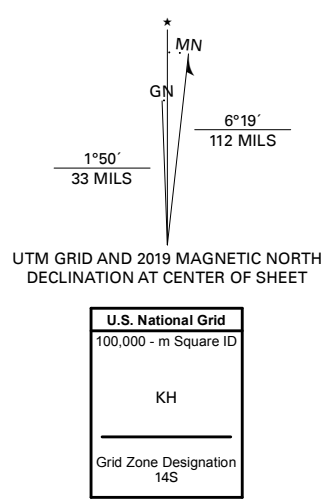 ★
MN
GN
6°19´
112 MILS
1°50´
33 MILS
UTM GRID AND 2019 MAGNETIC NORTH
DECLINATION AT CENTER OF SHEET
U.S. National Grid
100,000 - m Square ID
KH
Grid Zone Designation
14S